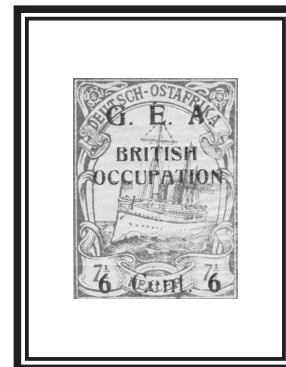 DEUTSCH-OSTAFRIKA
G. E. A.
BRITISH
OCCUPATION
7½ 7½
6 Cent. 6